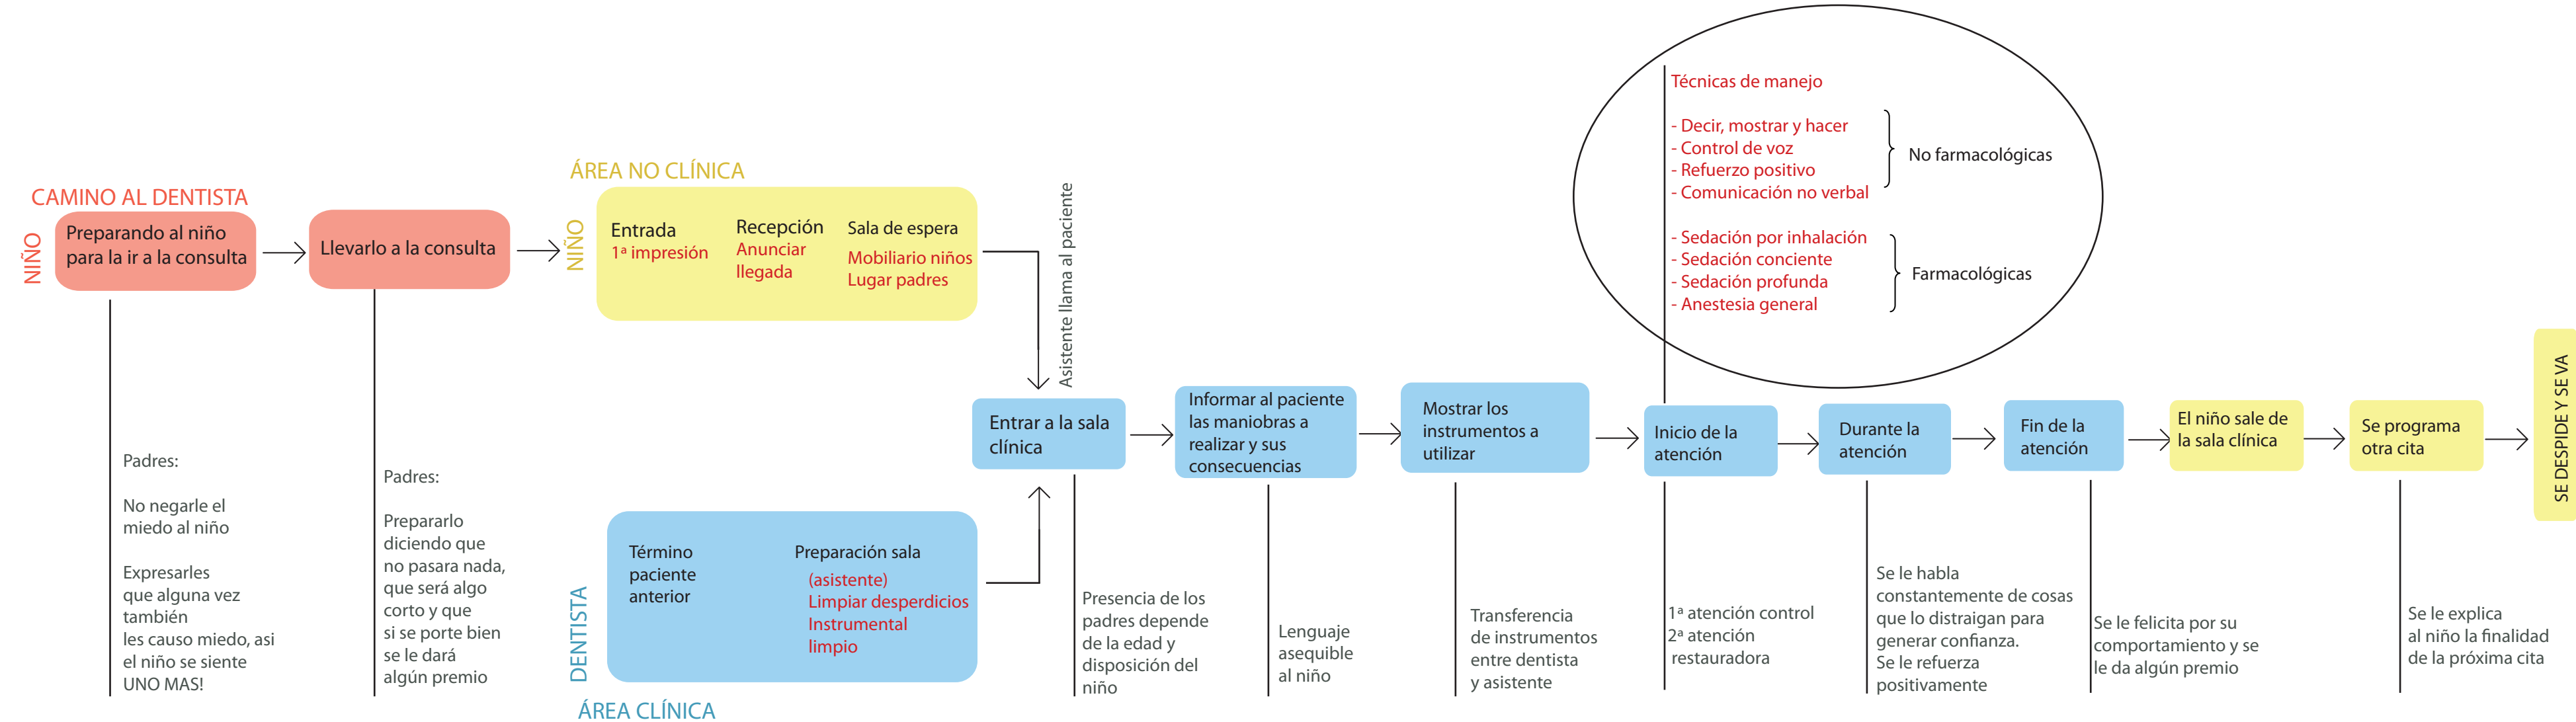 CAMINO AL DENTISTA
NIÑO
Preparando al niño
para la ir a la consulta
Padres:
No negarle el
miedo al niño
Expresarles
que alguna vez
también
les causo miedo, asi
el niño se siente
UNO MAS!
Llevarlo a la consulta
Padres:
Prepararlo
diciendo que
no pasara nada,
que será algo
corto y que
si se porte bien
se le dará
algún premio
ÁREA NO CLÍNICA
NIÑO
Entrada
1ª impresión
Recepción
Anunciar
llegada
Sala de espera
Mobiliario niños
Lugar padres
Asistente llama al paciente
DENTISTA
Término
paciente
anterior
Preparación sala
(asistente)
Limpiar desperdicios
Instrumental
limpio
ÁREA CLÍNICA
Entrar a la sala
clínica
Presencia de los
padres depende
de la edad y
disposición del
niño
Informar al paciente
las maniobras a
realizar y sus
consecuencias
Lenguaje
asequible
al niño
Mostrar los
instrumentos a
utilizar
Transferencia
de instrumentos
entre dentista
y asistente
Técnicas de manejo
- Decir, mostrar y hacer
- Control de voz
- Refuerzo positivo
- Comunicación no verbal
No farmacológicas
- Sedación por inhalación
- Sedación conciente
- Sedación profunda
- Anestesia general
Farmacológicas
Inicio de la
atención
1ª atención control
2ª atención
restauradora
Durante la
atención
Se le habla
constantemente de cosas
que lo distraigan para
generar confianza.
Se le refuerza
positivamente
Fin de la
atención
Se le felicita por su
comportamiento y se
le da algún premio
El niño sale de
la sala clínica
Se programa
otra cita
Se le explica
al niño la finalidad
de la próxima cita
SE DESPIDE Y SE VA